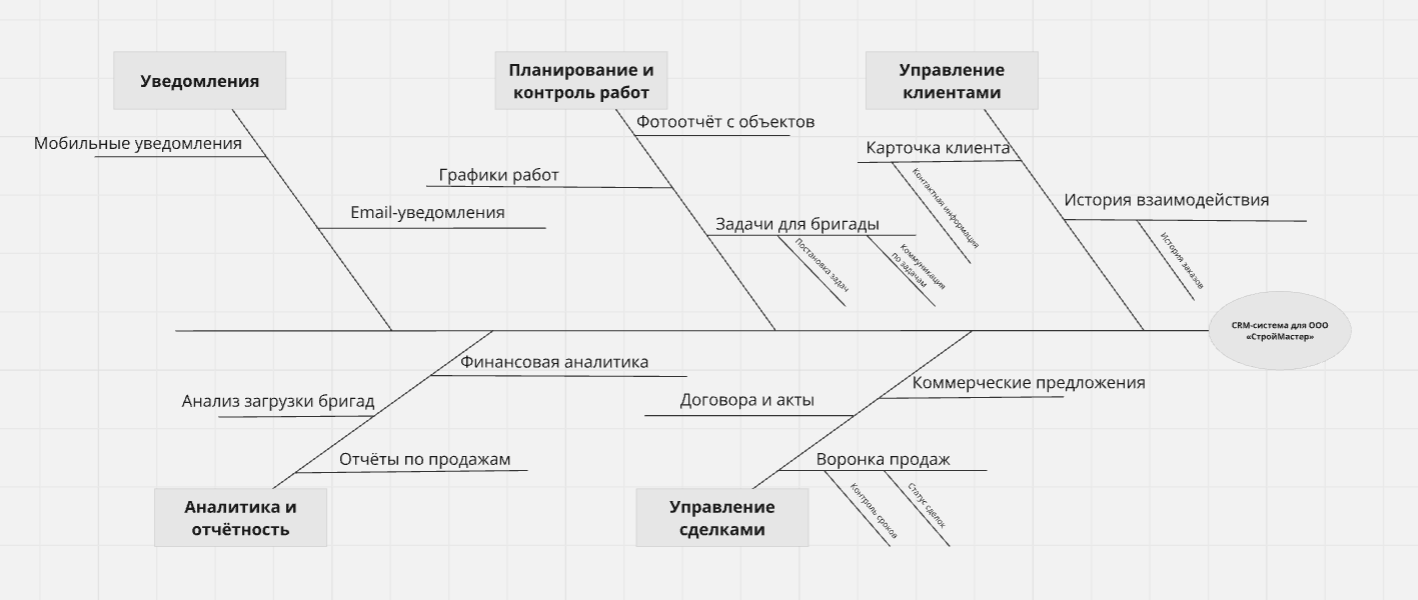 Уведомления
Планирование и
контроль работ
Управление
клиентами
Фотоотчёт с объектов
Мобильные уведомления
Карточка клиента
Контактная информация
Графики работ
История взаимодействия
История заказов
Email-уведомления
Задачи для бригады
Постановка задач
Коммуникация
по задачам
CRM-система для ООО
«СтройМастер»
Финансовая аналитика
Коммерческие предложения
Анализ загрузки бригад
Договора и акты
Отчёты по продажам
Воронка продаж
Контроль сроков
Статус сделок
Аналитика и
отчётность
Управление
сделками